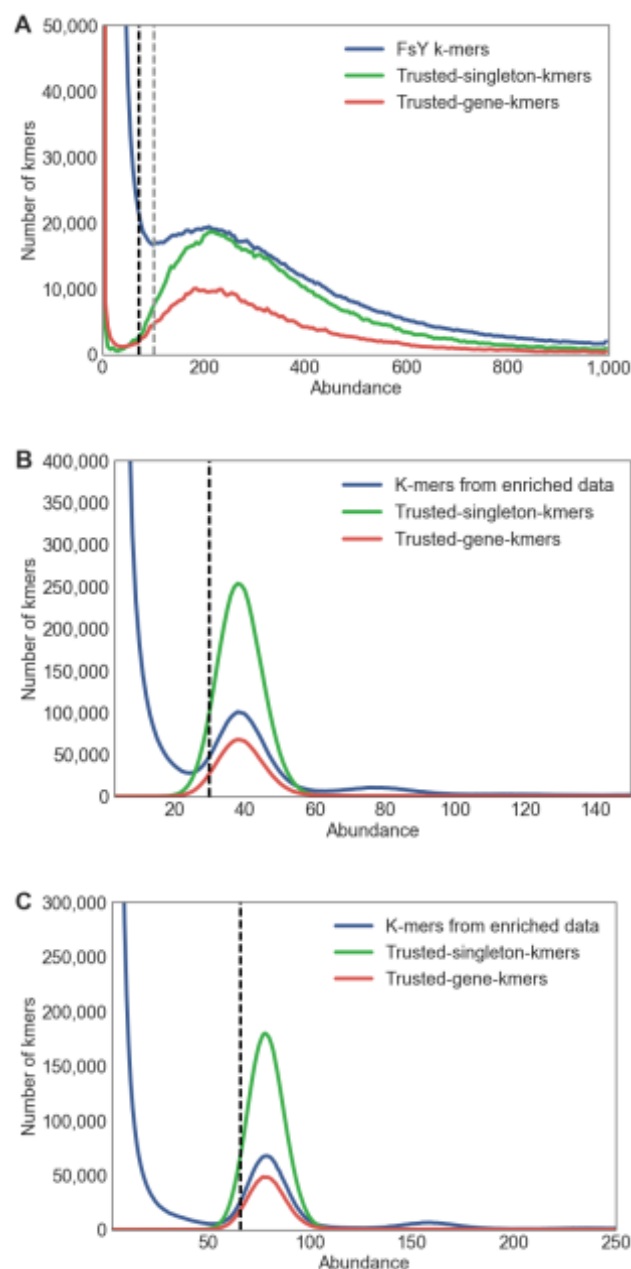 A
50,000
40,000
30,000
20,000
10,000
0
Number of kmers
FsY k-mers
Trusted-singleton-kmers
Trusted-gene-kmers
0 200 400 600 800 1,000
Abundance
B
400,000
350,000
300,000
250,000
200,000
150,000
100,000
50,000
0
Number of kmers
K-mers from enriched data
Trusted-singleton-kmers
Trusted-gene-kmers
20 40 60 80 100 120 140
Abundance
C
300,000
250,000
200,000
150,000
100,000
50,000
0
Number of kmers
K-mers from enriched data
Trusted-singleton-kmers
Trusted-gene-kmers
50 100 150 200 250
Abundance